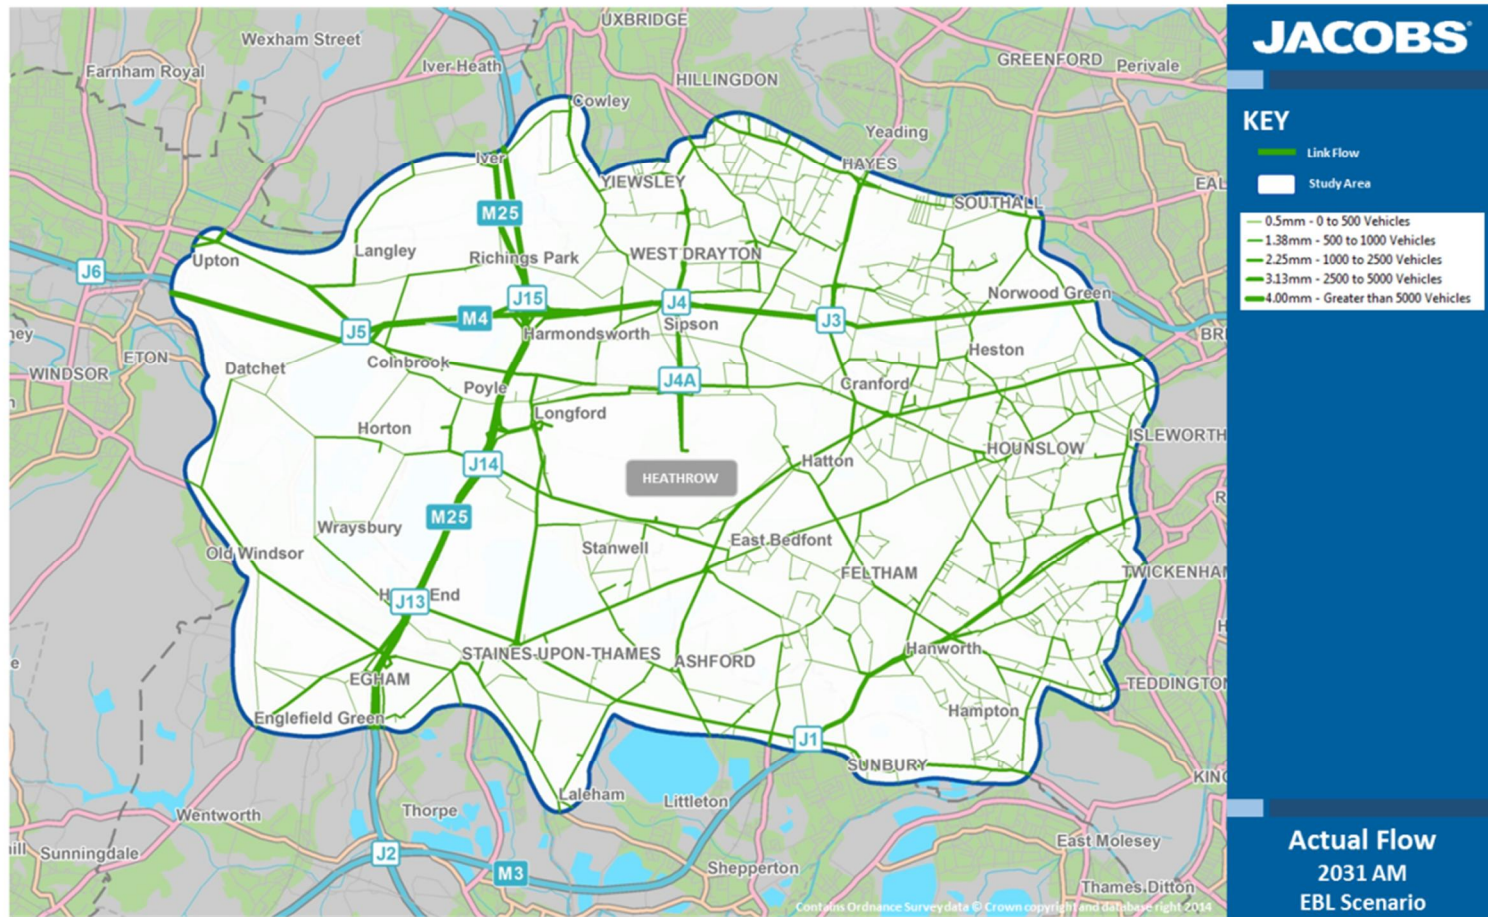 UXBRIDGE
Wexham Street
Iver Heath
Farnham Royal
HILLINGDON
GREENFORD
Perivale
Cowley
Yeading
Iver
HAYES
YIEWSLEY
EAL
M25
SOUTHALL
Langley
Richings Park
WEST DRAYTON
Upton
J6
J15
J4
Norwood Green
M4
J5
Harmondsworth
Sipson
J3
ney
BRI
ETON
Colnbrook
Heston
WINDSOR
Datchet
Poyle
J4A
Cranford
Longford
Horton
HOUNSLOW
ISLEWORTH
J14
HEATHROW
Hatton
R
M25
Wraysbury
Old Windsor
Stanwell
East Bedfont
FELTHAM
TWICKENHAM
J13
End
H
STAINES-UPON-THAMES
ASHFORD
Hanworth
e
EGHAM
TEDDINGTON
Englefield Green
Hampton
J1
SUNBURY
KING
Laleham
Littleton
Wentworth
Thorpe
East Molesey
ill
Sunningdale
J2
M3
Shepperton
Thames Ditton
Contains Ordnance Survey data © Crown copyright and database right 2014
JACOBS
KEY
Link Flow
Study Area
0.5mm - 0 to 500 Vehicles
1.38mm - 500 to 1000 Vehicles
2.25mm - 1000 to 2500 Vehicles
3.13mm - 2500 to 5000 Vehicles
4.00mm - Greater than 5000 Vehicles
Actual Flow
2031 AM
EBL Scenario